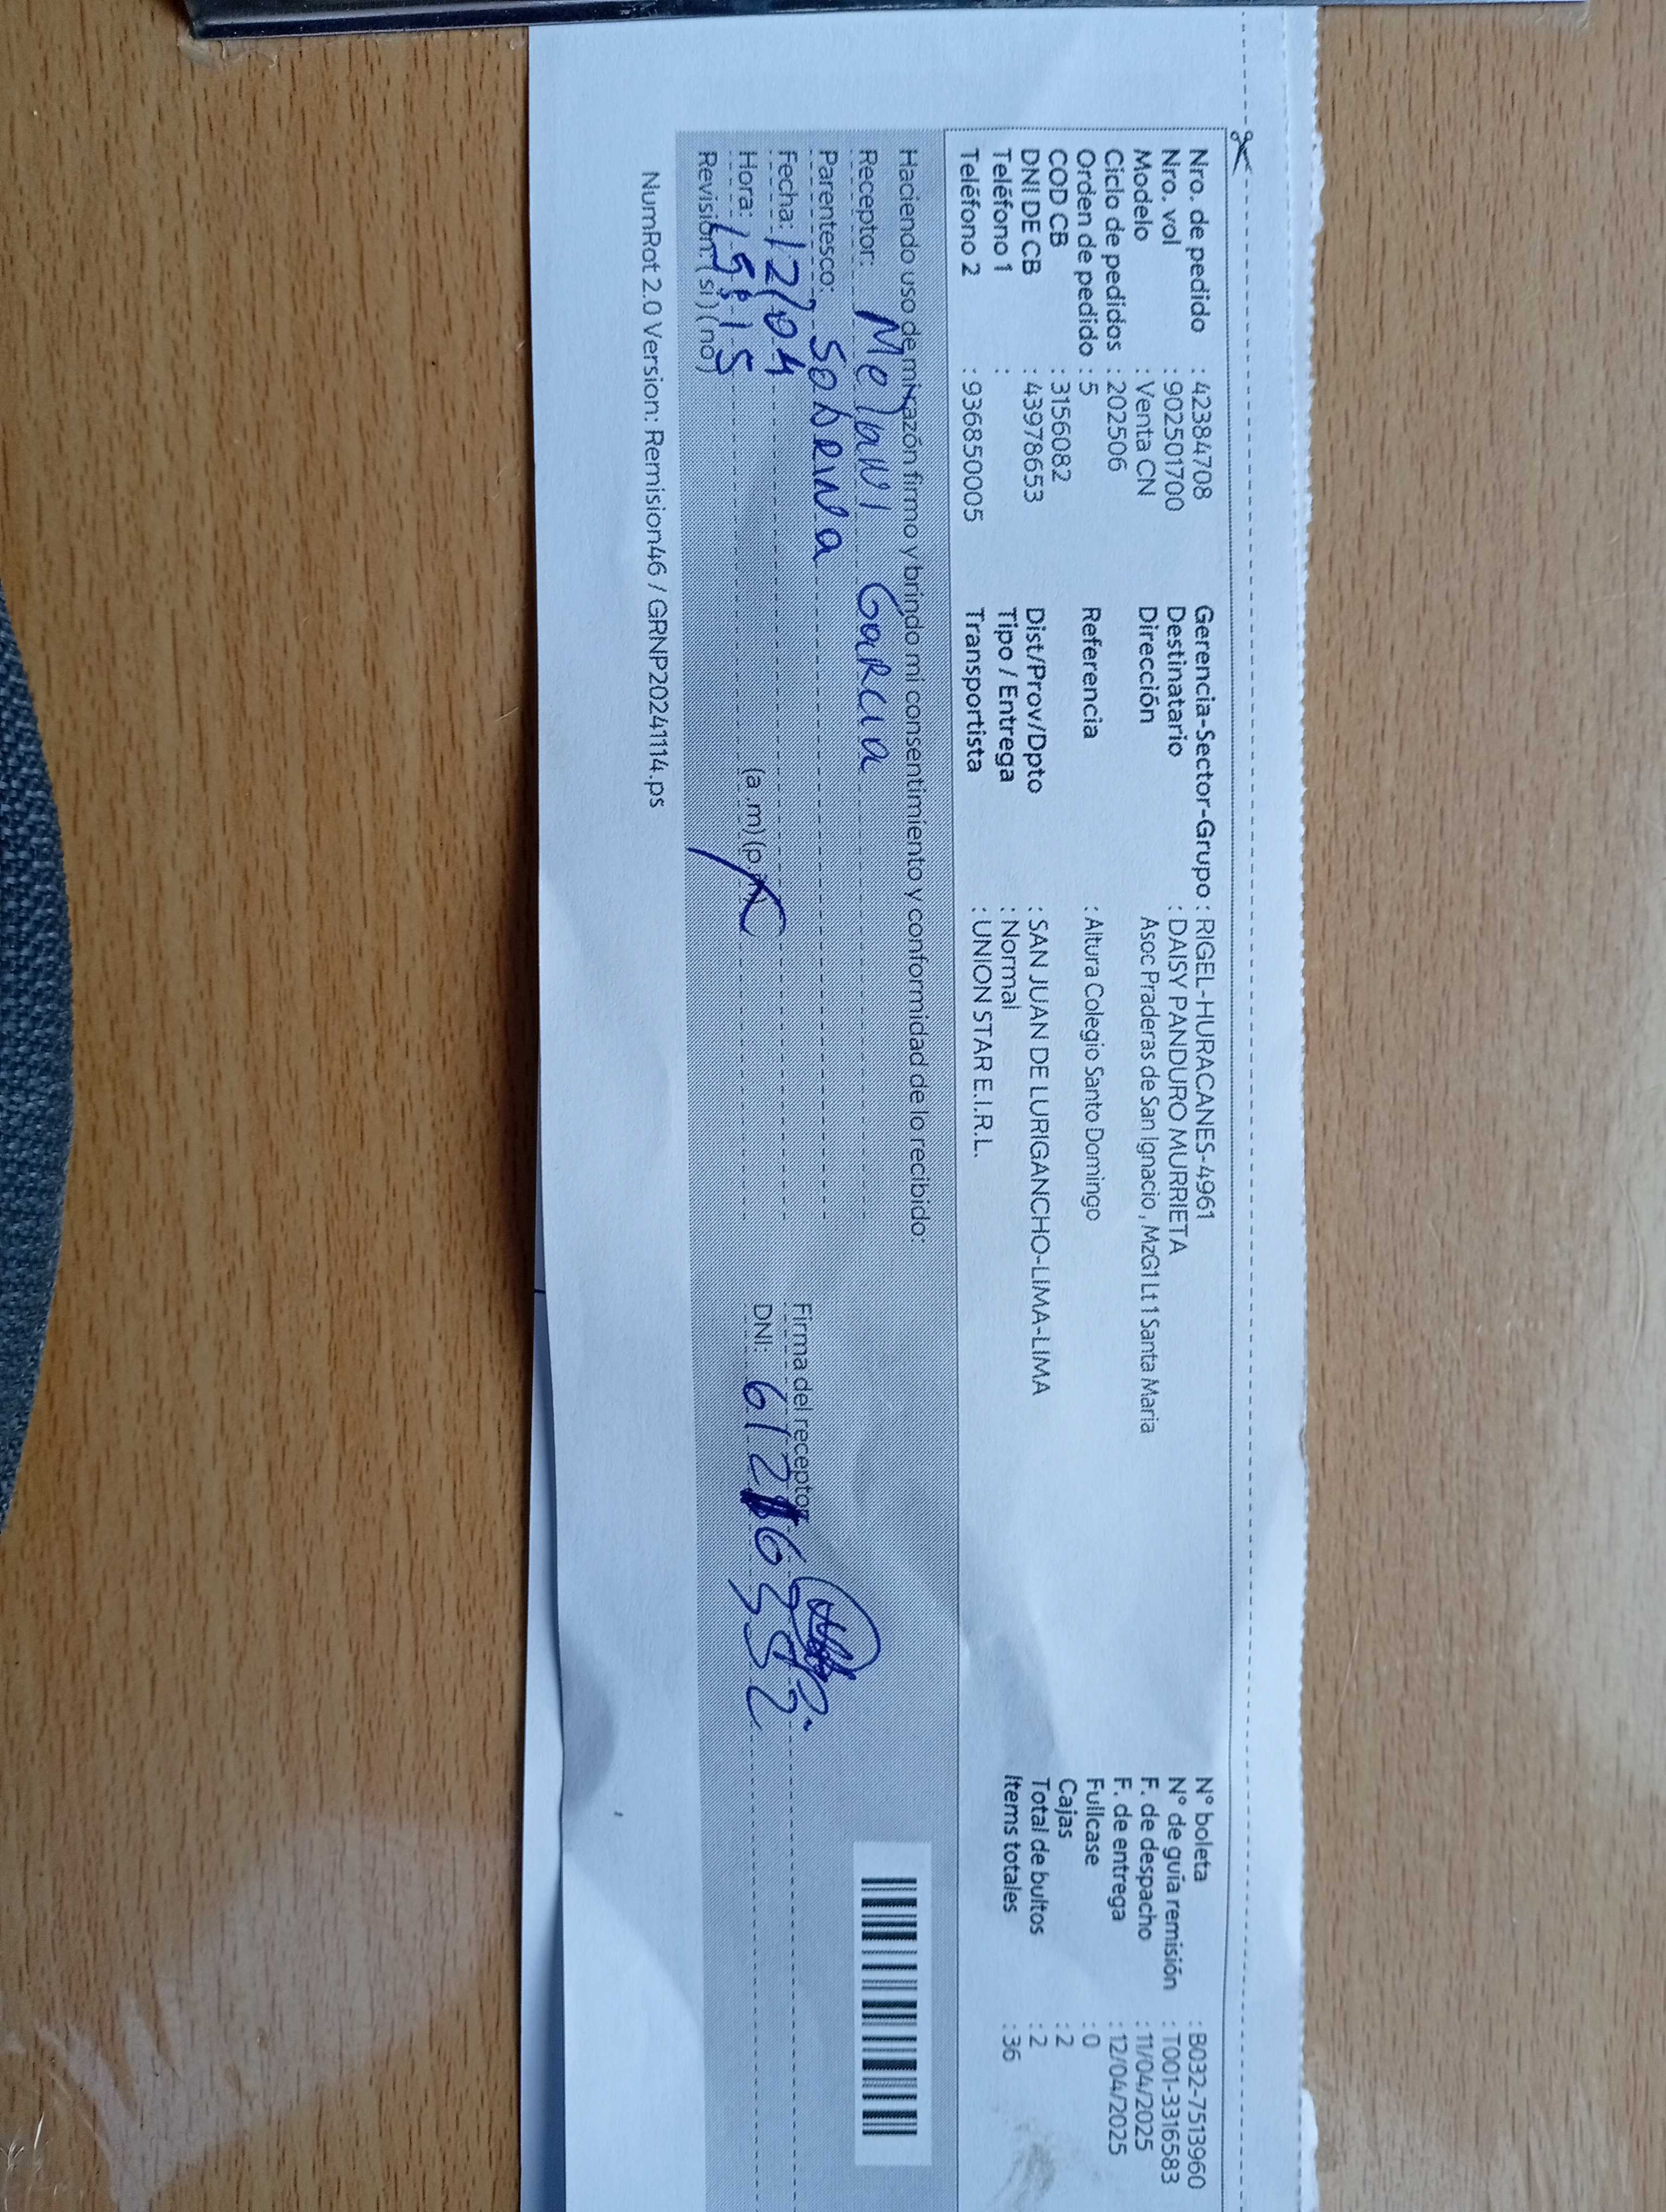 Nro. de pedido : 42384708
Nro. vol : 902501700
Modelo : Venta CN
Ciclo de pedidos : 202506
Orden de pedido : 5
COD CB : 3156082
DNI DE CB : 43978653
Teléfono 1 :
Teléfono 2 : 936850005
Gerencia-Sector-Grupo : RIGEL-HURACANES-4961
Destinatario : DAISY PANDURO MURRIETA
Dirección Asoc Praderas de San Ignacio , MzG1 Lt 1 Santa Maria
Referencia : Altura Colegio Santo Domingo
Dist/Prov/Dpto : SAN JUAN DE LURIGANCHO-LIMA-LIMA
Tipo / Entrega : Normal
Transportista : UNION STAR E.I.R.L.
N° boleta : B032-7513960
N° de guía remisión : T001-3316583
F. de despacho : 11/04/2025
F. de entrega : 12/04/2025
Fullcase : 0
Cajas : 2
Total de bultos : 2
Items totales : 36
Haciendo uso de mi razón firmo y brindo mi consentimiento y conformidad de lo recibido:
Receptor: Melani Garcia
Parentesco: Sobrina
Fecha: 12/04
Hora: 15:15 (a .m) (p.m)
Revisión: ( si ) ( no )
Firma del receptor
DNI:
NumRot 2.0 Version: Remision46 / GRNP20241114.ps